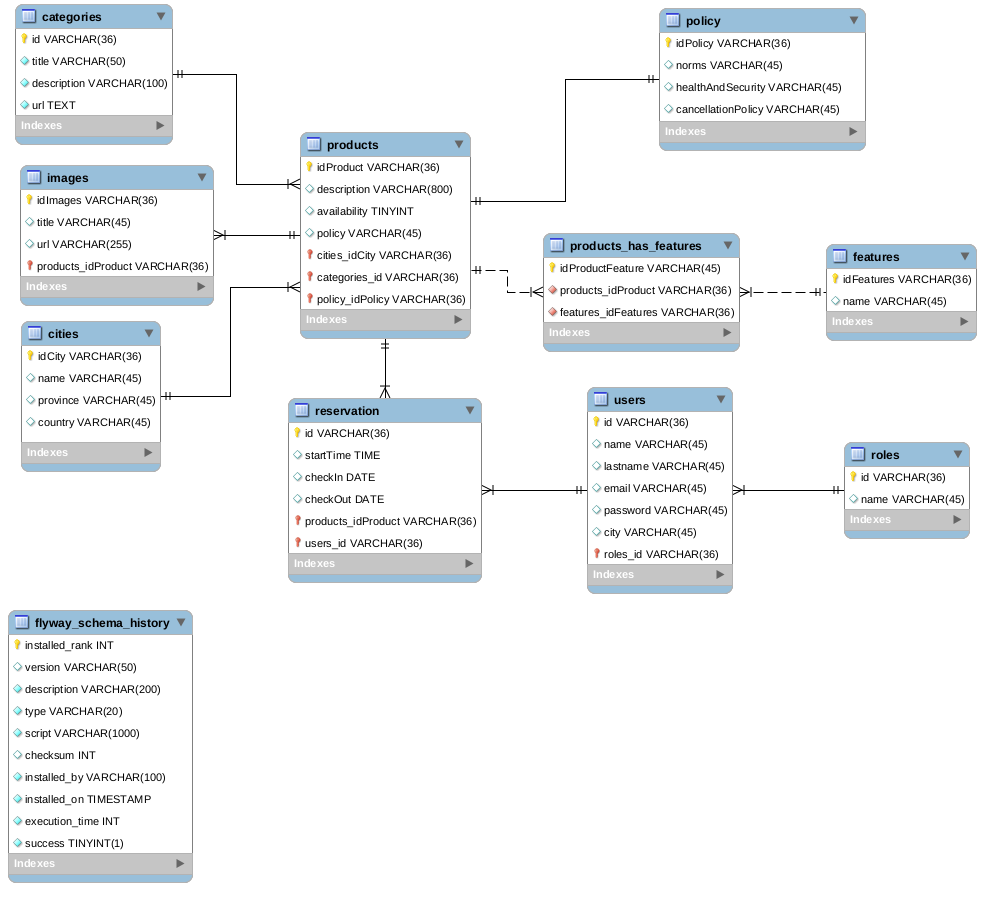 categories
id VARCHAR(36)
title VARCHAR(50)
description VARCHAR(100)
url TEXT
Indexes
policy
idPolicy VARCHAR(36)
norms VARCHAR(45)
healthAndSecurity VARCHAR(45)
cancellationPolicy VARCHAR(45)
Indexes
products
idProduct VARCHAR(36)
description VARCHAR(800)
availability TINYINT
policy VARCHAR(45)
cities_idCity VARCHAR(36)
categories_id VARCHAR(36)
policy_idPolicy VARCHAR(36)
Indexes
images
idImages VARCHAR(36)
title VARCHAR(45)
url VARCHAR(255)
products_idProduct VARCHAR(36)
Indexes
products_has_features
idProductFeature VARCHAR(45)
products_idProduct VARCHAR(36)
features_idFeatures VARCHAR(36)
Indexes
features
idFeatures VARCHAR(36)
name VARCHAR(45)
Indexes
cities
idCity VARCHAR(36)
name VARCHAR(45)
province VARCHAR(45)
country VARCHAR(45)
Indexes
reservation
id VARCHAR(36)
startTime TIME
checkIn DATE
checkOut DATE
products_idProduct VARCHAR(36)
users_id VARCHAR(36)
Indexes
users
id VARCHAR(36)
name VARCHAR(45)
lastname VARCHAR(45)
email VARCHAR(45)
password VARCHAR(45)
city VARCHAR(45)
roles_id VARCHAR(36)
Indexes
roles
id VARCHAR(36)
name VARCHAR(45)
Indexes
flyway_schema_history
installed_rank INT
version VARCHAR(50)
description VARCHAR(200)
type VARCHAR(20)
script VARCHAR(1000)
checksum INT
installed_by VARCHAR(100)
installed_on TIMESTAMP
execution_time INT
success TINYINT(1)
Indexes